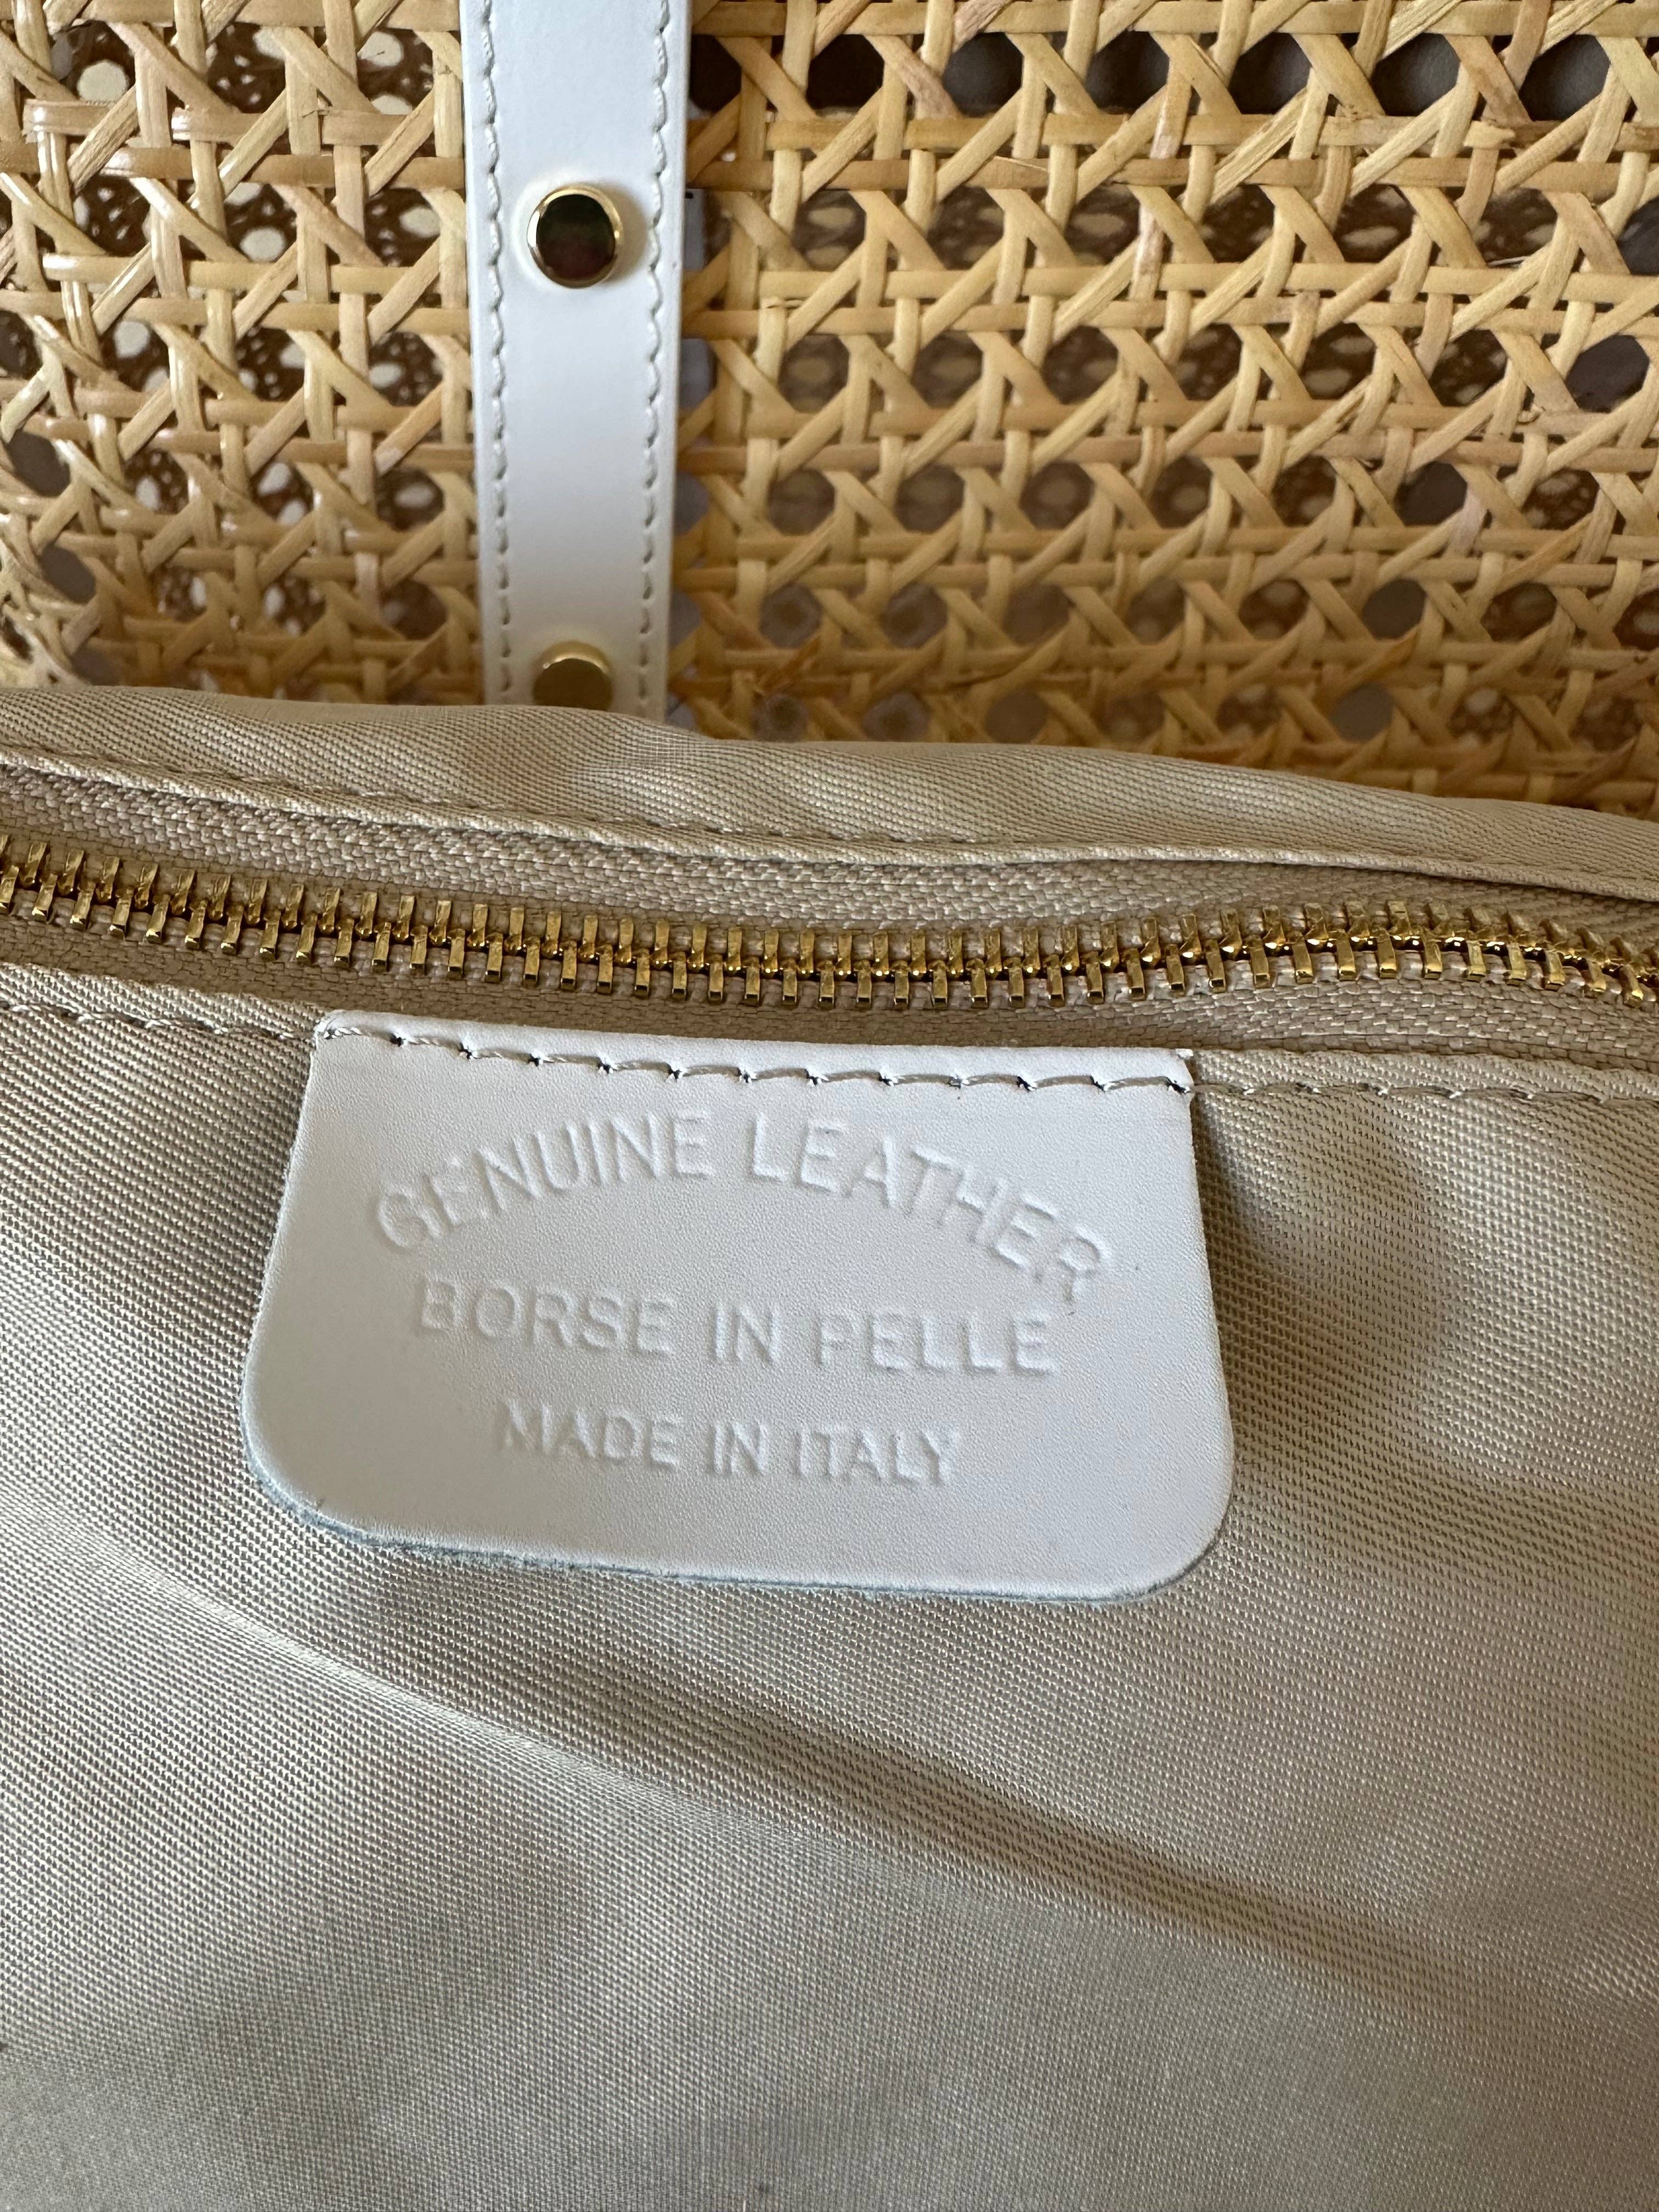 GENUINE LEATHER
BORSE IN PELLE
MADE IN ITALY